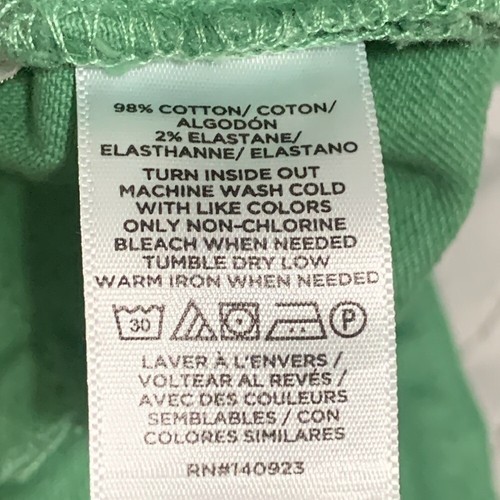 98% COTTON/ COTON/
ALGODÓN
2% ELASTANE/
ELASTHANNE/ ELASTANO
TURN INSIDE OUT
MACHINE WASH COLD
WITH LIKE COLORS
ONLY NON-CHLORINE
BLEACH WHEN NEEDED
TUMBLE DRY LOW
WARM IRON WHEN NEEDED
30 P
LAVER À L'ENVERS /
VOLTEAR AL REVÉS /
AVEC DES COULEURS
SEMBLABLES / CON
COLORES SIMILARES
RN#140923